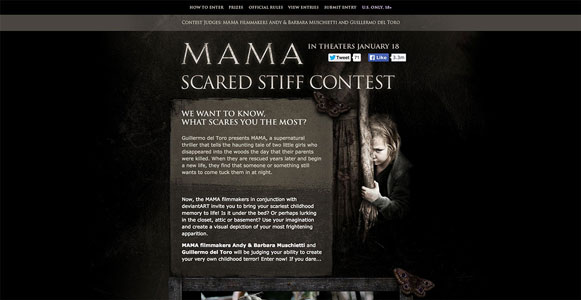 HOW TO ENTER PRIZES OFFICIAL RULES VIEW ENTRIES SUBMIT ENTRY U.S. ONLY. 18+
CONTEST JUDGES: MAMA FILMMAKERS ANDY & BARBARA MUSCHIETTI AND GUILLERMO DEL TORO
MAMA
IN THEATERS JANUARY 18
Tweet 71 Like 3.3m
SCARED STIFF CONTEST
WE WANT TO KNOW,
WHAT SCARES YOU THE MOST?
Guillermo del Toro presents MAMA, a supernatural
thriller that tells the haunting tale of two little girls who
disappeared into the woods the day that their parents
were killed. When they are rescued years later and begin
a new life, they find that someone or something still
wants to come tuck them in at night.
Now, the MAMA filmmakers in conjunction with
deviantART invite you to bring your scariest childhood
memory to life! Is it under the bed? Or perhaps lurking
in the closet, attic or basement? Use your imagination
and create a visual depiction of your most frightening
apparition.
MAMA filmmakers Andy & Barbara Muschietti and
Guillermo del Toro will be judging your ability to create
your very own childhood terror! Enter now! If you dare...